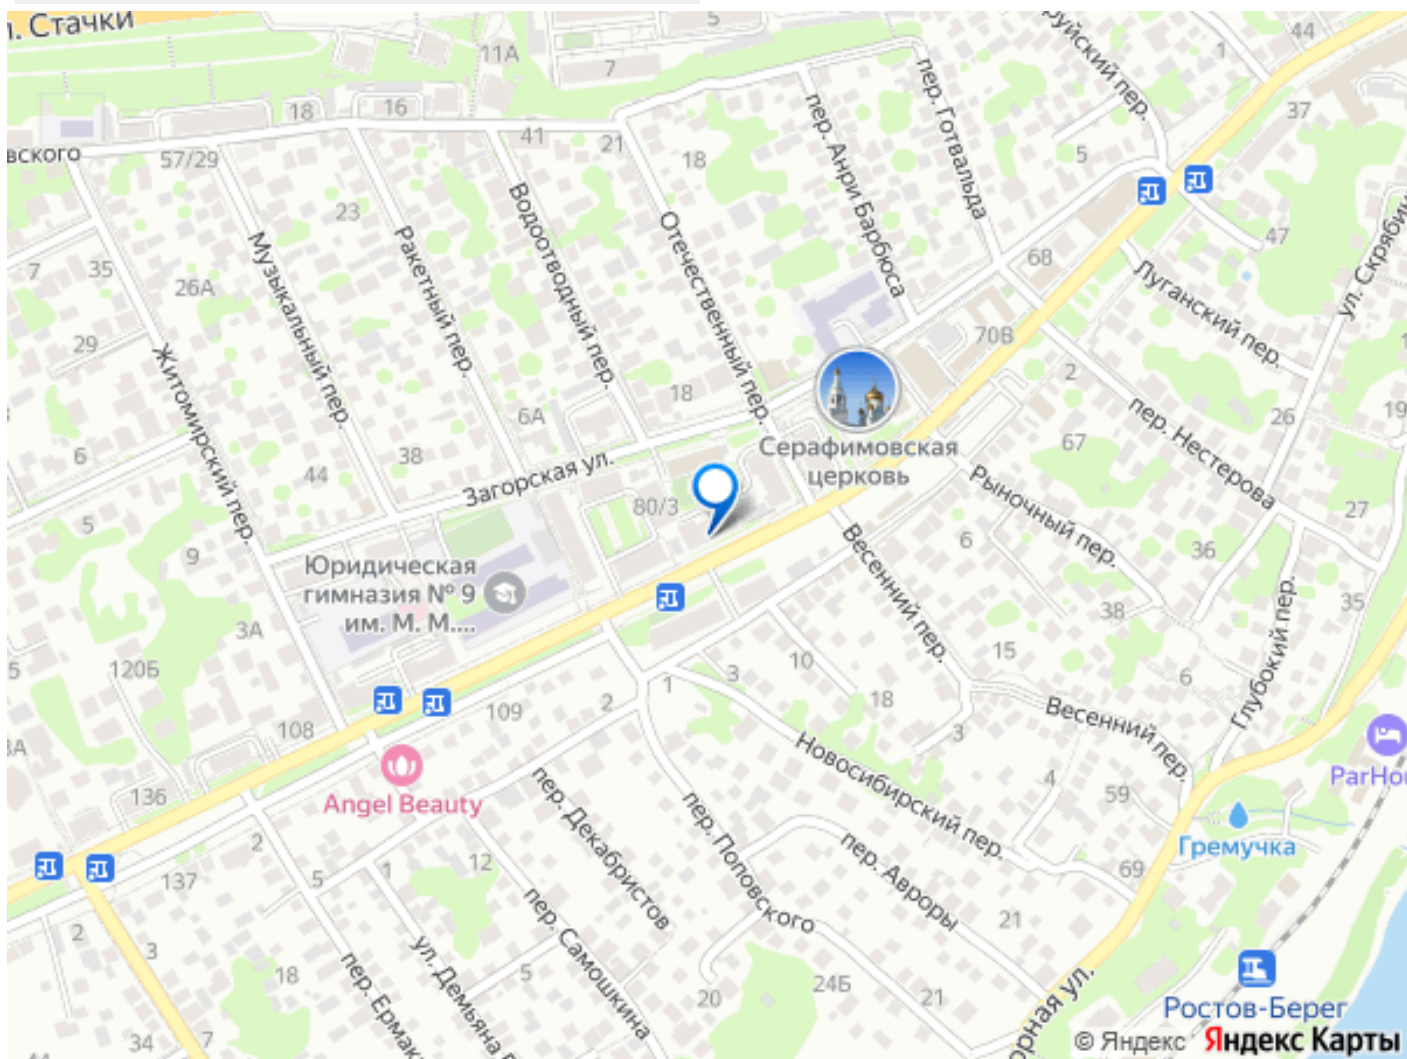 л. Стачки
5
11А
7
1
44
руйский пер.
18
16
41
21
18
37
пер. Готвальда
пер. Анри Барбюса
5
вского
57/29
23
Водоотводный пер.
Отечественный пер.
47
7
35
26А
Музыкальный пер.
Ракетный пер.
68
Луганский пер.
ул. Скрябин
29
Житомирский пер.
70В
2
18
6А
26
19
пер. Нестерова
67
6
44
38
Загорская ул.
Серафимовская
церковь
80/3
Рыночный пер.
27
5
9
6
36
Юридическая
гимназия № 9
им. М. М....
Весенний пер.
38
35
3А
Глубокий пер.
5
120Б
3
10
15
6
1
18
2
109
108
3
Весенний пер.
3А
Новосибирский пер.
ParHou
136
Angel Beauty
4
59
пер. Декабристов
пер. Поповского
Гремучка
2
12
пер. Авроры
69
137
5
1
21
2
3
пер. Самошкина
ул. Демьяна
18
5
пер. Ермак
24Б
20
21
орная ул.
Ростов-Берег
34
7
© Яндекс Яндекс Карты